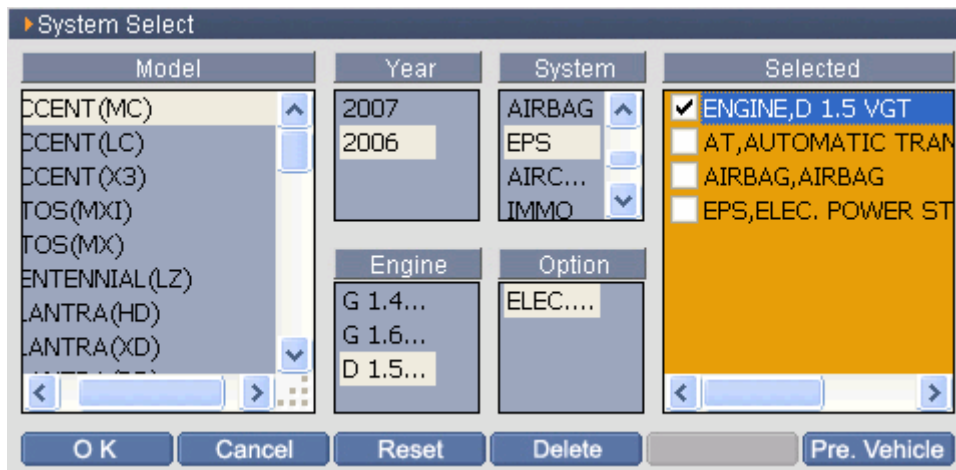 System Select
Model
CCENT(MC)
CCENT(LC)
CCENT(X3)
TOS(MXI)
TOS(MX)
ENTENNIAL(LZ)
LANTRA(HD)
LANTRA(XD)
Year
2007
2006
System
AIRBAG
EPS
AIRC...
IMMO
Engine
G 1.4...
G 1.6...
D 1.5...
Option
ELEC....
Selected
ENGINE,D 1.5 VGT
AT,AUTOMATIC TRAN
AIRBAG,AIRBAG
EPS,ELEC. POWER ST
OK
Cancel
Reset
Delete
Pre. Vehicle